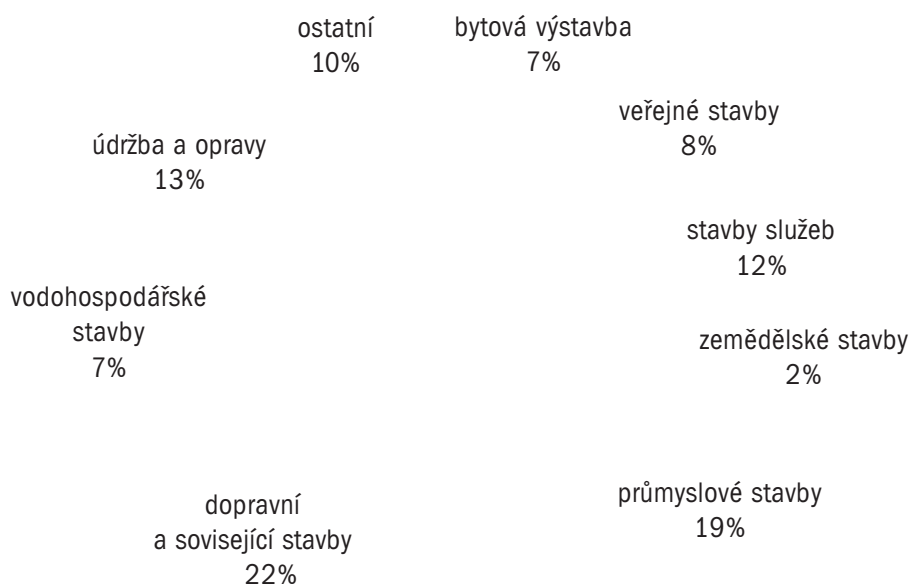 ostatní
10%
bytová výstavba
7%
veřejné stavby
8%
údržba a opravy
13%
stavby služeb
12%
vodohospodářské
stavby
7%
zemědělské stavby
2%
průmyslové stavby
19%
dopravní
a sovisející stavby
22%